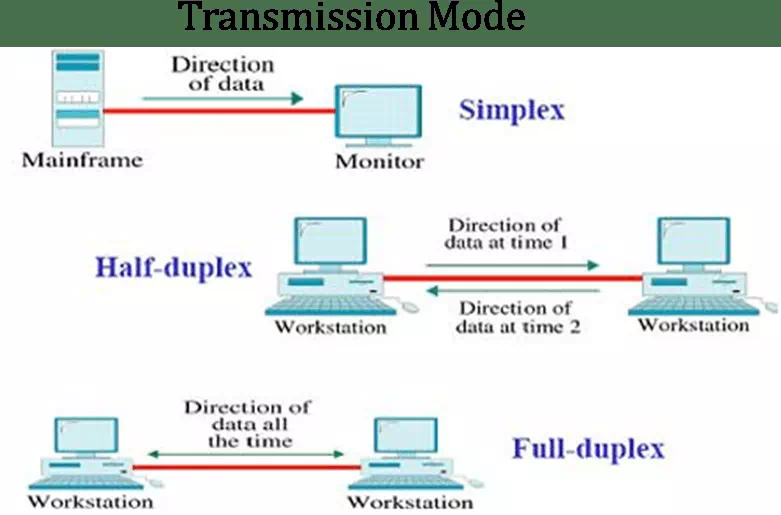 Transmission Mode
Direction
of data
Simplex
Mainframe
Monitor
Direction of
data at time 1
Half-duplex
Direction of
data at time 2
Workstation
Workstation
Direction of
data all
the time
Full-duplex
Workstation
Workstation